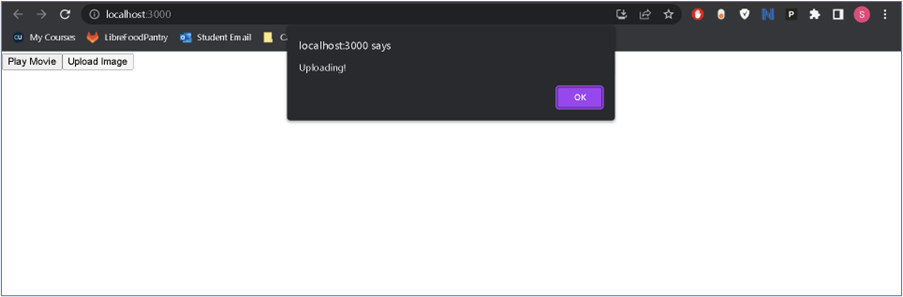 localhost:3000
My Courses LibreFoodPantry Student Email
localhost:3000 says
Uploading!
OK
Play Movie Upload Image